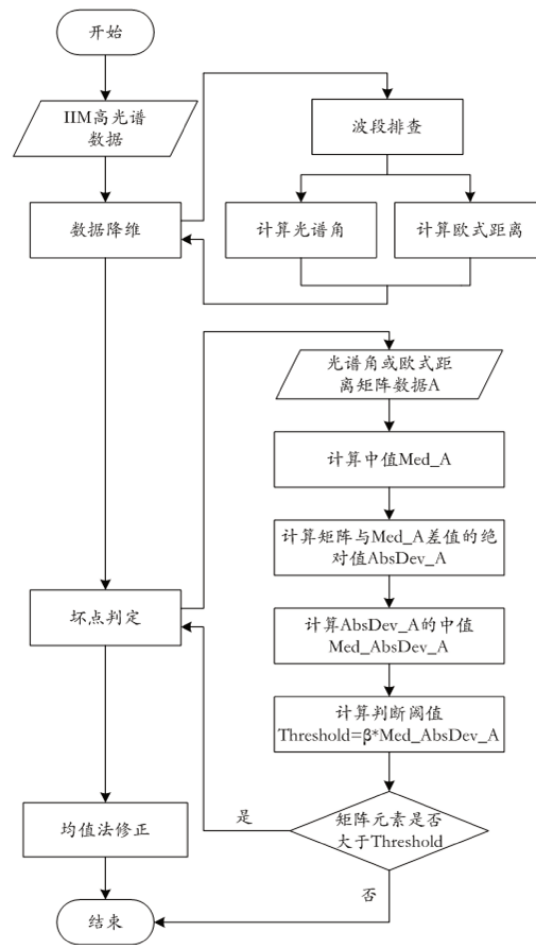 开始
IIM高光谱
数据
波段排查
数据降维
计算光谱角
计算欧式距离
光谱角或欧式距
离矩阵数据A
计算中值Med_A
计算矩阵与Med_A差值的绝
对值AbsDev_A
坏点判定
计算AbsDev_A的中值
Med_AbsDev_A
计算判断阈值
Threshold=β*Med_AbsDev_A
均值法修正
是
矩阵元素是否
大于Threshold
否
结束